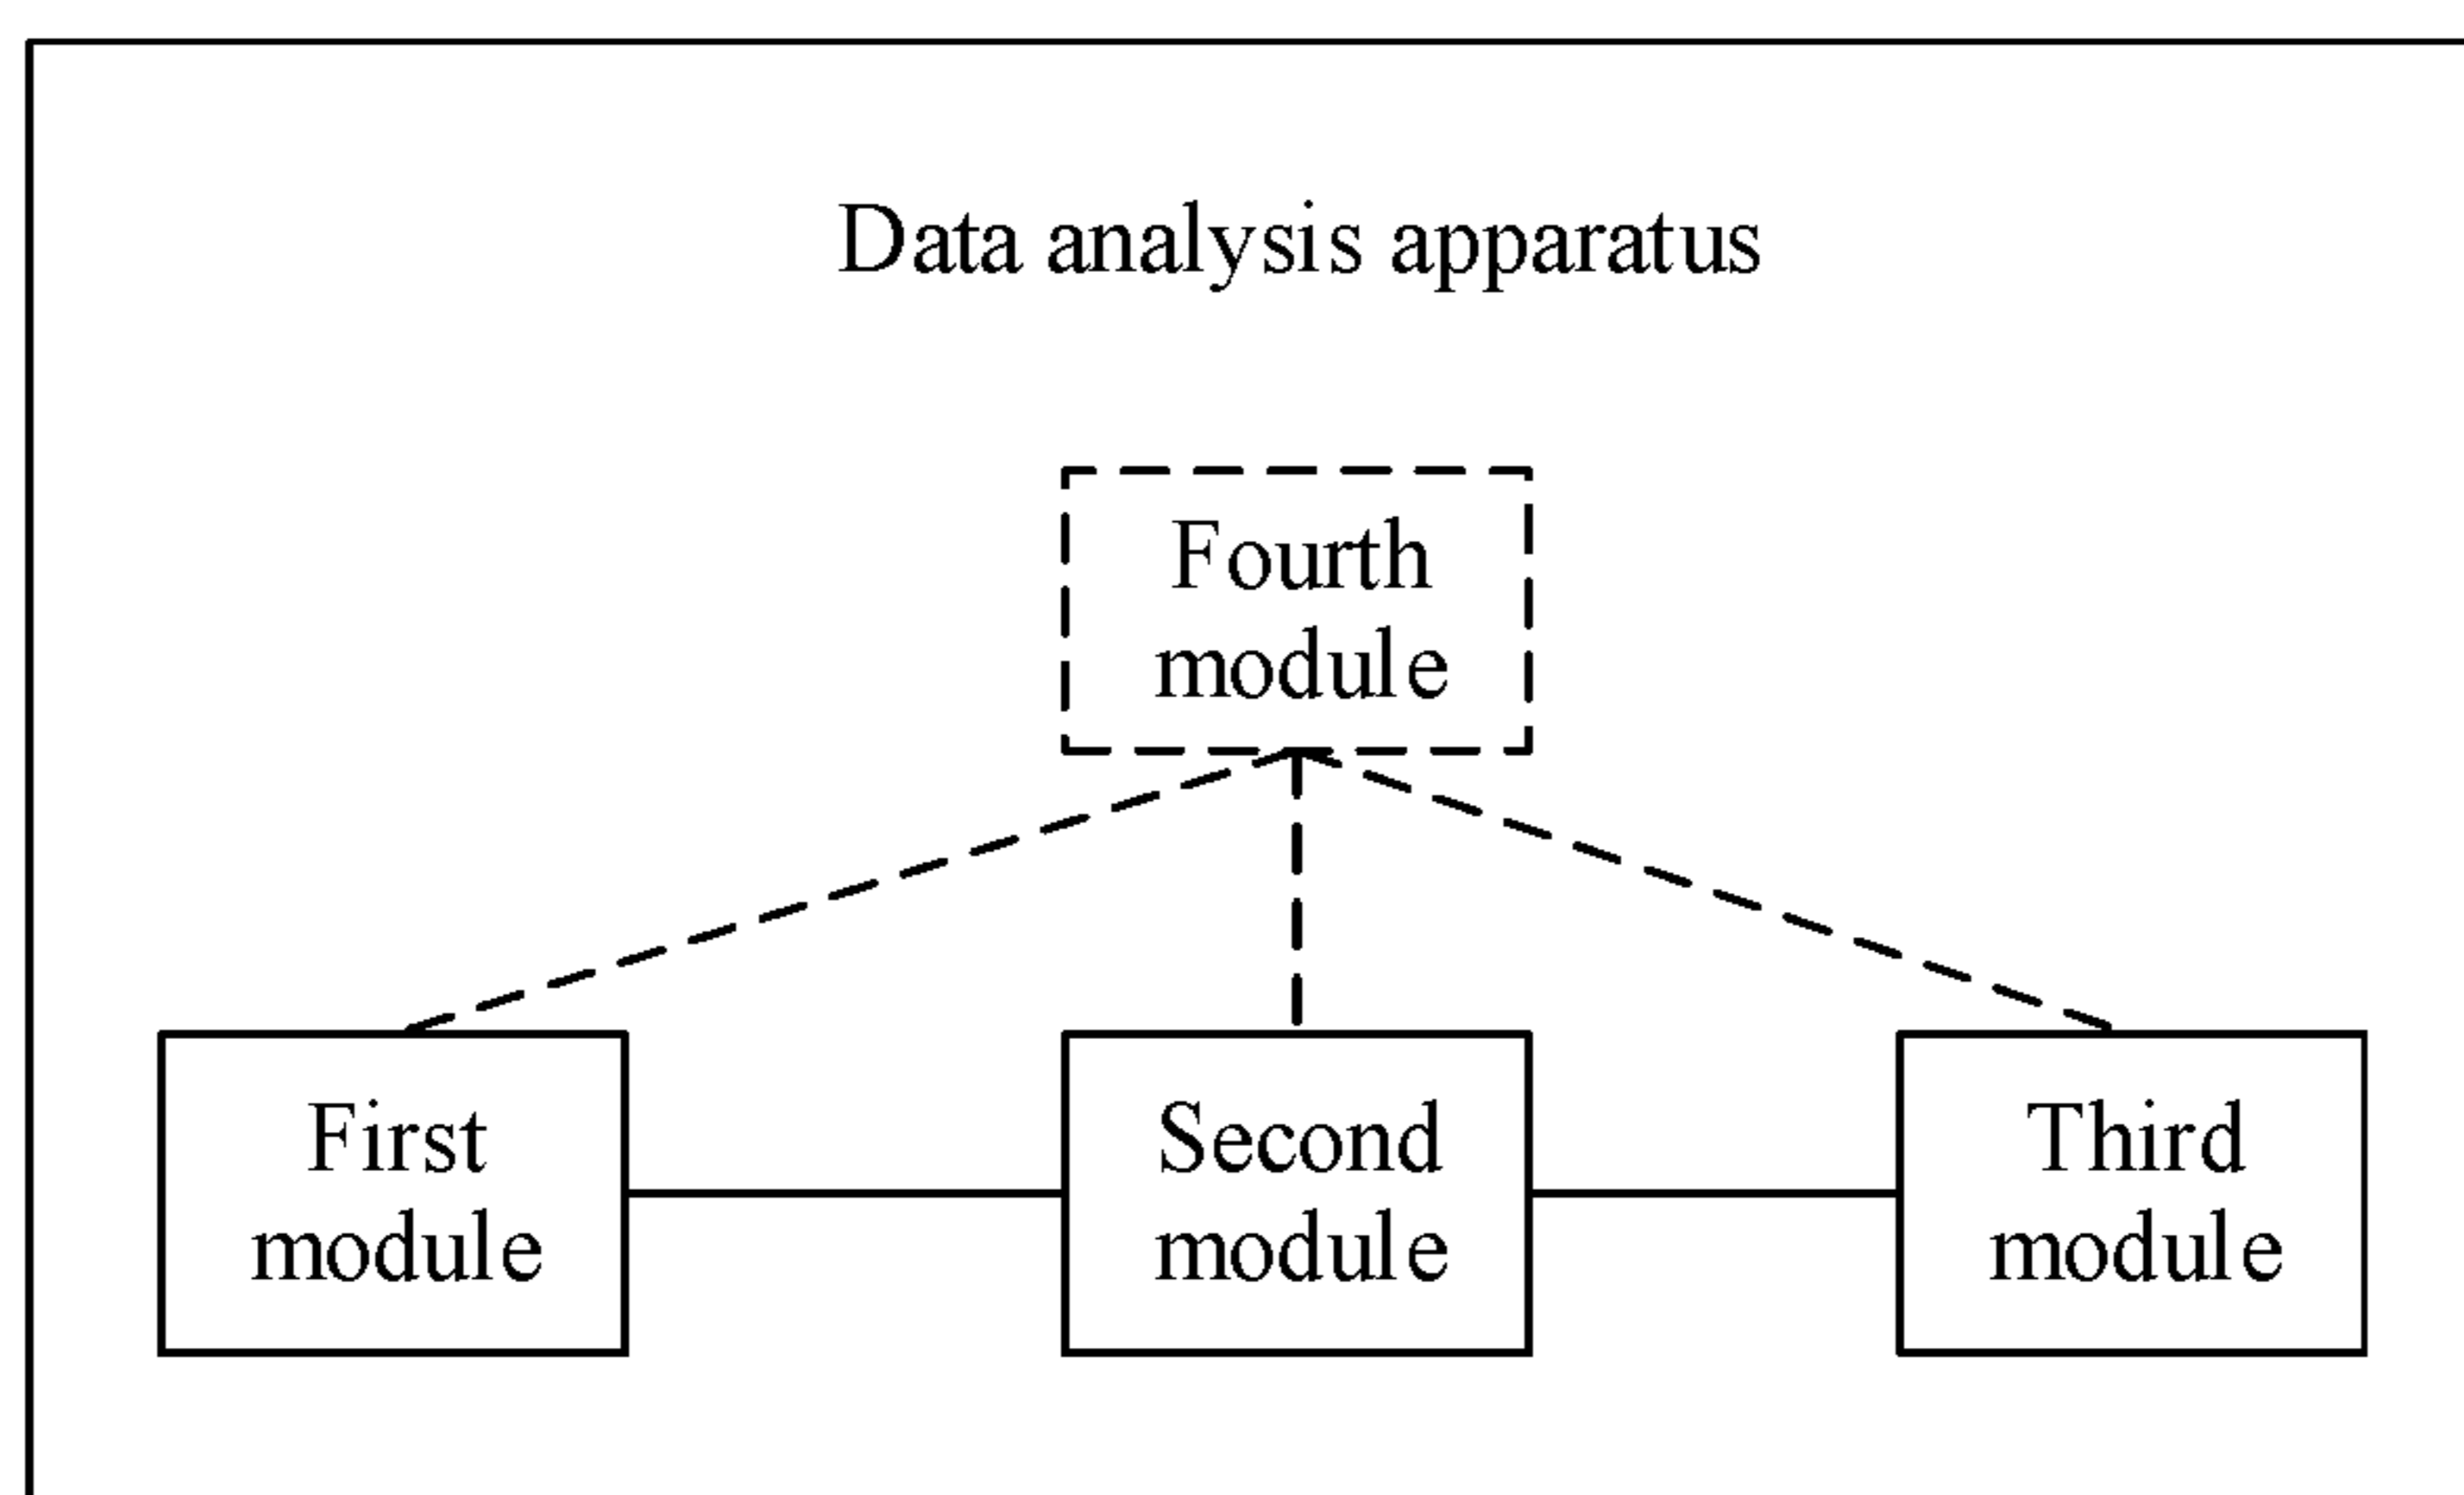 Data analysis apparatus
Fourth
module
First
module
Second
module
Third
module